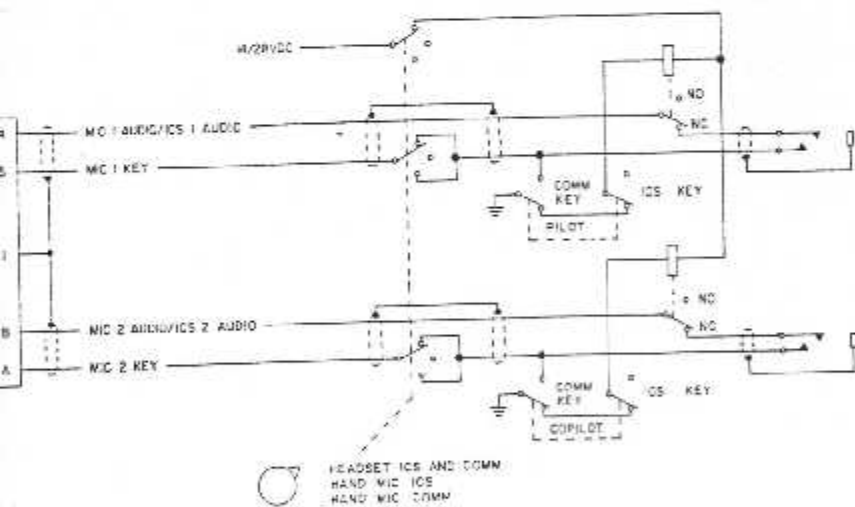 14/28VDC
NO
NC
MIC 1 AUDIO/ICS 1 AUDIO
MIC 1 KEY
COMM KEY
ICS KEY
PILOT
NO
NC
B
MIC 2 AUDIO/ICS 2 AUDIO
A
MIC 2 KEY
COMM KEY
ICS KEY
COPILOT
HEADSET ICS AND COMM
HAND MIC ICS
HAND MIC COMM